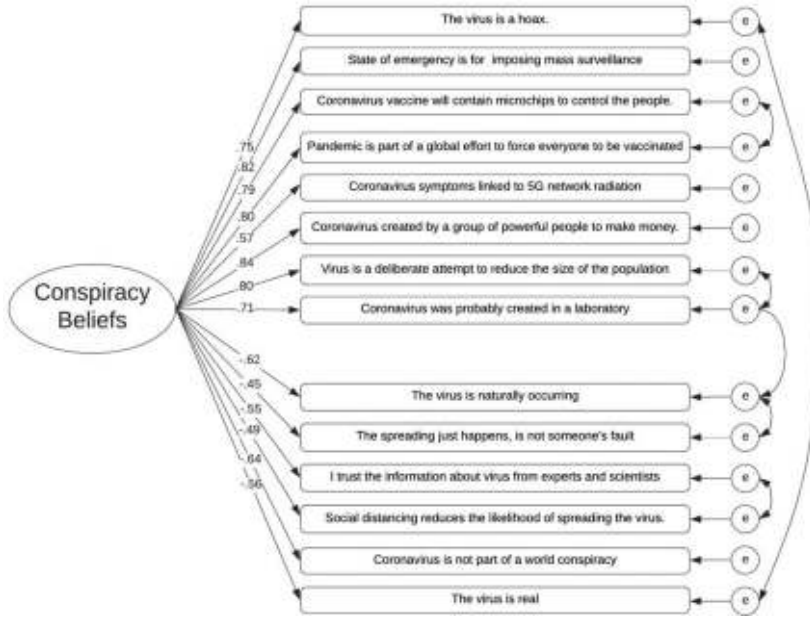 The virus is a hoax.
e
State of emergency is for imposing mass surveillance
e
Coronavirus vaccine will contain microchips to control the people.
e
Pandemic is part of a global effort to force everyone to be vaccinated
e
.75
.82
Coronavirus symptoms linked to 5G network radiation
e
.79
.80
Coronavirus created by a group of powerful people to make money.
e
.57
.84
Virus is a deliberate attempt to reduce the size of the population
e
.80
Conspiracy
Beliefs
.71
Coronavirus was probably created in a laboratory
e
-.62
-.45
The virus is naturally occurring
e
-.55
-.49
The spreading just happens, is not someone's fault
e
-.64
-.56
I trust the information about virus from experts and scientists
e
Social distancing reduces the likelihood of spreading the virus.
e
Coronavirus is not part of a world conspiracy
e
The virus is real
e